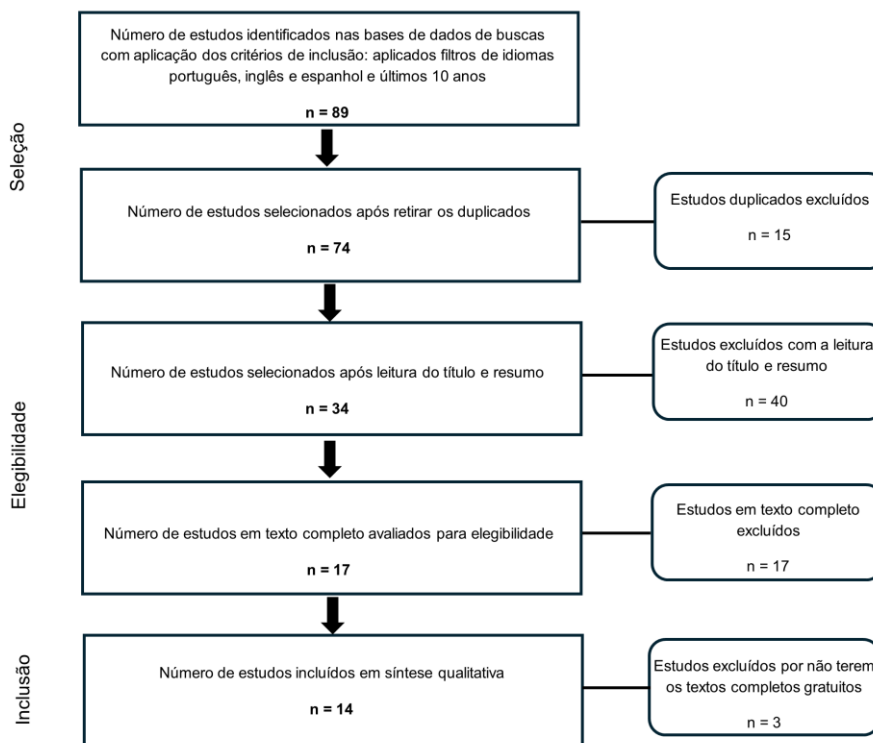 Número de estudos identificados nas bases de dados de buscas
com aplicação dos critérios de inclusão: aplicados filtros de idiomas
português, inglês e espanhol e últimos 10 anos
n = 89
Seleção
Número de estudos selecionados após retirar os duplicados
n = 74
Estudos duplicados excluídos
n = 15
Número de estudos selecionados após leitura do título e resumo
n = 34
Estudos excluídos com a leitura
do título e resumo
n = 40
Elegibilidade
Número de estudos em texto completo avaliados para elegibilidade
n = 17
Estudos em texto completo
excluídos
n = 17
Inclusão
Número de estudos incluídos em síntese qualitativa
n = 14
Estudos excluídos por não terem
os textos completos gratuitos
n = 3